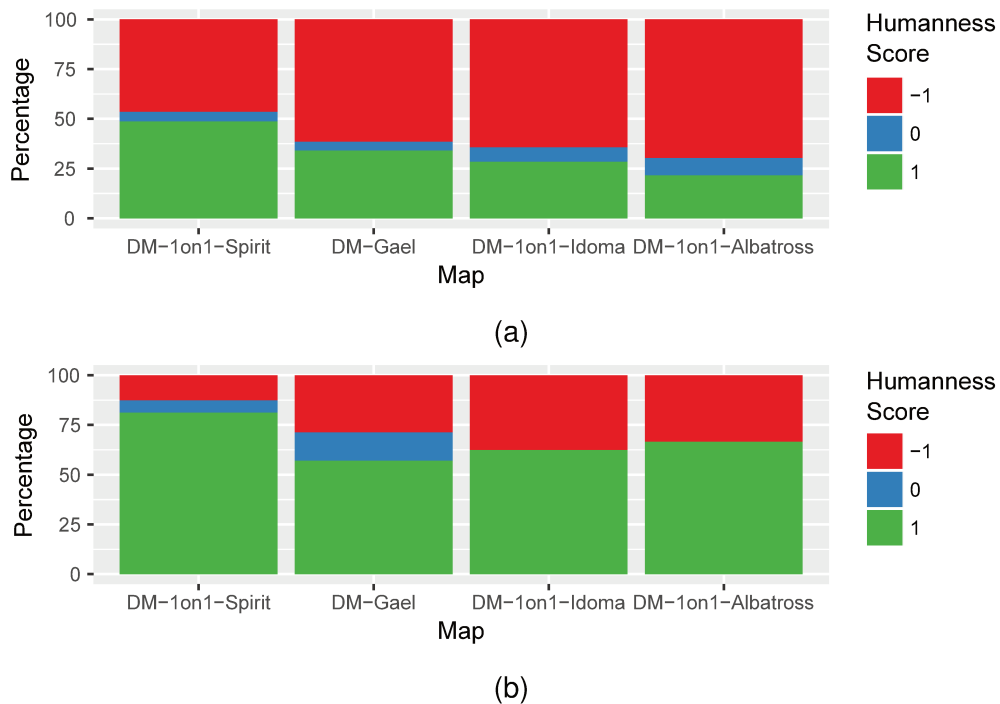 Humanness
Score
−1
0
1
Percentage
100
75
50
25
0
DM−1on1−Spirit DM−Gael DM−1on1−Idoma DM−1on1−Albatross
Map
(a)
Humanness
Score
−1
0
1
Percentage
100
75
50
25
0
DM−1on1−Spirit DM−Gael DM−1on1−Idoma DM−1on1−Albatross
Map
(b)